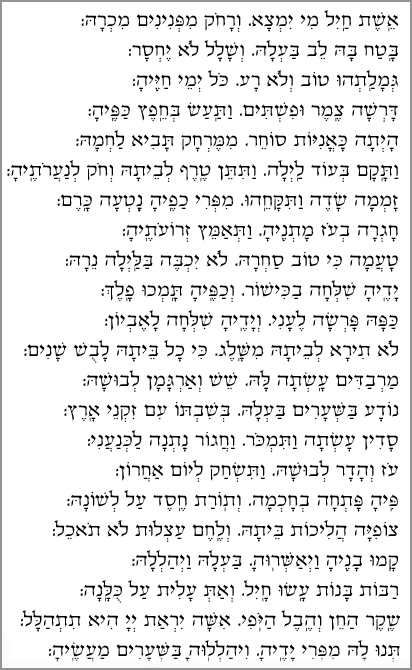 אֵשֶׁת חַיִל מִי יִמְצָא. וְרָחֹק מִפְּנִינִים מִכְרָהּ:
בָּטַח בָּהּ לֵב בַּעְלָהּ. וְשָׁלָל לֹא יֶחְסָר:
גְּמָלַתְהוּ טוֹב וְלֹא רָע. כֹּל יְמֵי חַיֶּיהָ:
דָּרְשָׁה צֶמֶר וּפִשְׁתִּים. וַתַּעַשׂ בְּחֵפֶץ כַּפֶּיהָ:
הָיְתָה כָּאֳנִיּוֹת סוֹחֵר. מִמֶּרְחָק תָּבִיא לַחְמָהּ:
וַתָּקָם בְּעוֹד לַיְלָה. וַתִּתֵּן טֶרֶף לְבֵיתָהּ וְחֹק לְנַעֲרֹתֶיהָ:
זָמְמָה שָׂדֶה וַתִּקָּחֵהוּ. מִפְּרִי כַפֶיהָ נָטְעָה כָּרֶם:
חָגְרָה בְעֹז מָתְנֶיהָ. וַתְּאַמֵּץ זְרוֹעֹתֶיהָ:
טָעֲמָה כִּי טוֹב סַחְרָהּ. לֹא יִכְבֶּה בַּלַּיְלָה נֵרָהּ:
יָדֶיהָ שִׁלְּחָה בַכִּישׁוֹר. וְכַפֶּיהָ תָּמְכוּ פָלֶךְ:
כַּפָּהּ פָּרְשָׂה לֶעָנִי. וְיָדֶיהָ שִׁלְּחָה לָאֶבְיוֹן:
לֹא תִירָא לְבֵיתָהּ מִשָּׁלֶג. כִּי כָל בֵּיתָהּ לָבֻשׁ שָׁנִים:
מַרְבַדִּים עָשְׂתָה לָּהּ. שֵׁשׁ וְאַרְגָּמָן לְבוּשָׁהּ:
נוֹדָע בַּשְּׁעָרִים בַּעְלָהּ. בְּשִׁבְתּוֹ עִם זִקְנֵי אָרֶץ:
סָדִין עָשְׂתָה וַתִּמְכֹּר. וַחֲגוֹר נָתְנָה לַכְּנַעֲנִי:
עֹז וְהָדָר לְבוּשָׁהּ. וַתִּשְׂחַק לְיוֹם אַחֲרוֹן:
פִּיהָ פָּתְחָה בְחָכְמָה. וְתוֹרַת חֶסֶד עַל לְשׁוֹנָהּ:
צוֹפִיָּה הֲלִיכוֹת בֵּיתָהּ. וְלֶחֶם עַצְלוּת לֹא תֹאכֵל:
קָמוּ בָנֶיהָ וַיְאַשְּׁרוּהָ. בַּעְלָהּ וַיְהַלְלָהּ:
רַבּוֹת בָּנוֹת עָשׂוּ חָיִל. וְאַתְּ עָלִית עַל כֻּלָּנָה:
שֶׁקֶר הַחֵן וְהֶבֶל הַיֹּפִי. אִשָּׁה יִרְאַת יְיָ הִיא תִתְהַלָּל:
תְּנוּ לָהּ מִפְּרִי יָדֶיהָ. וִיהַלְלוּהָ בַשְּׁעָרִים מַעֲשֶׂיהָ: